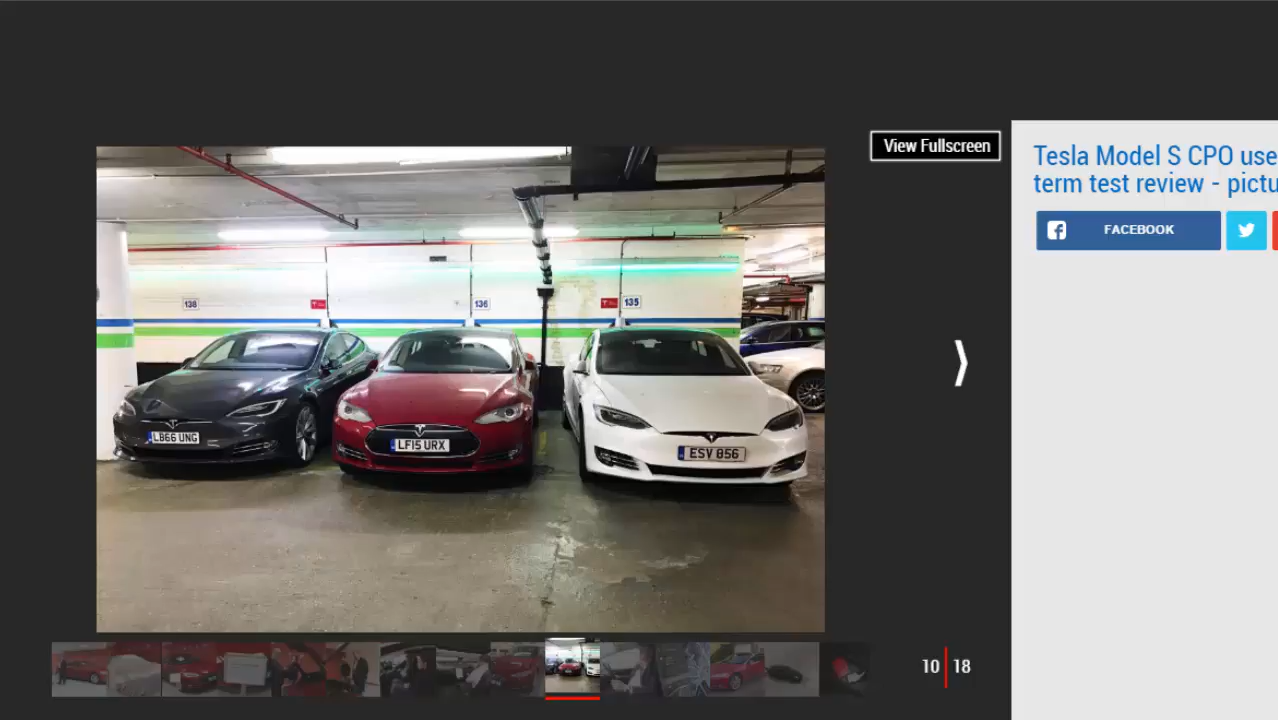 View Fullscreen
Tesla Model S CPO use
term test review - pictu
FACEBOOK
138
136
135
LB66 UNG
LF15 URX
ESV 856
10 18